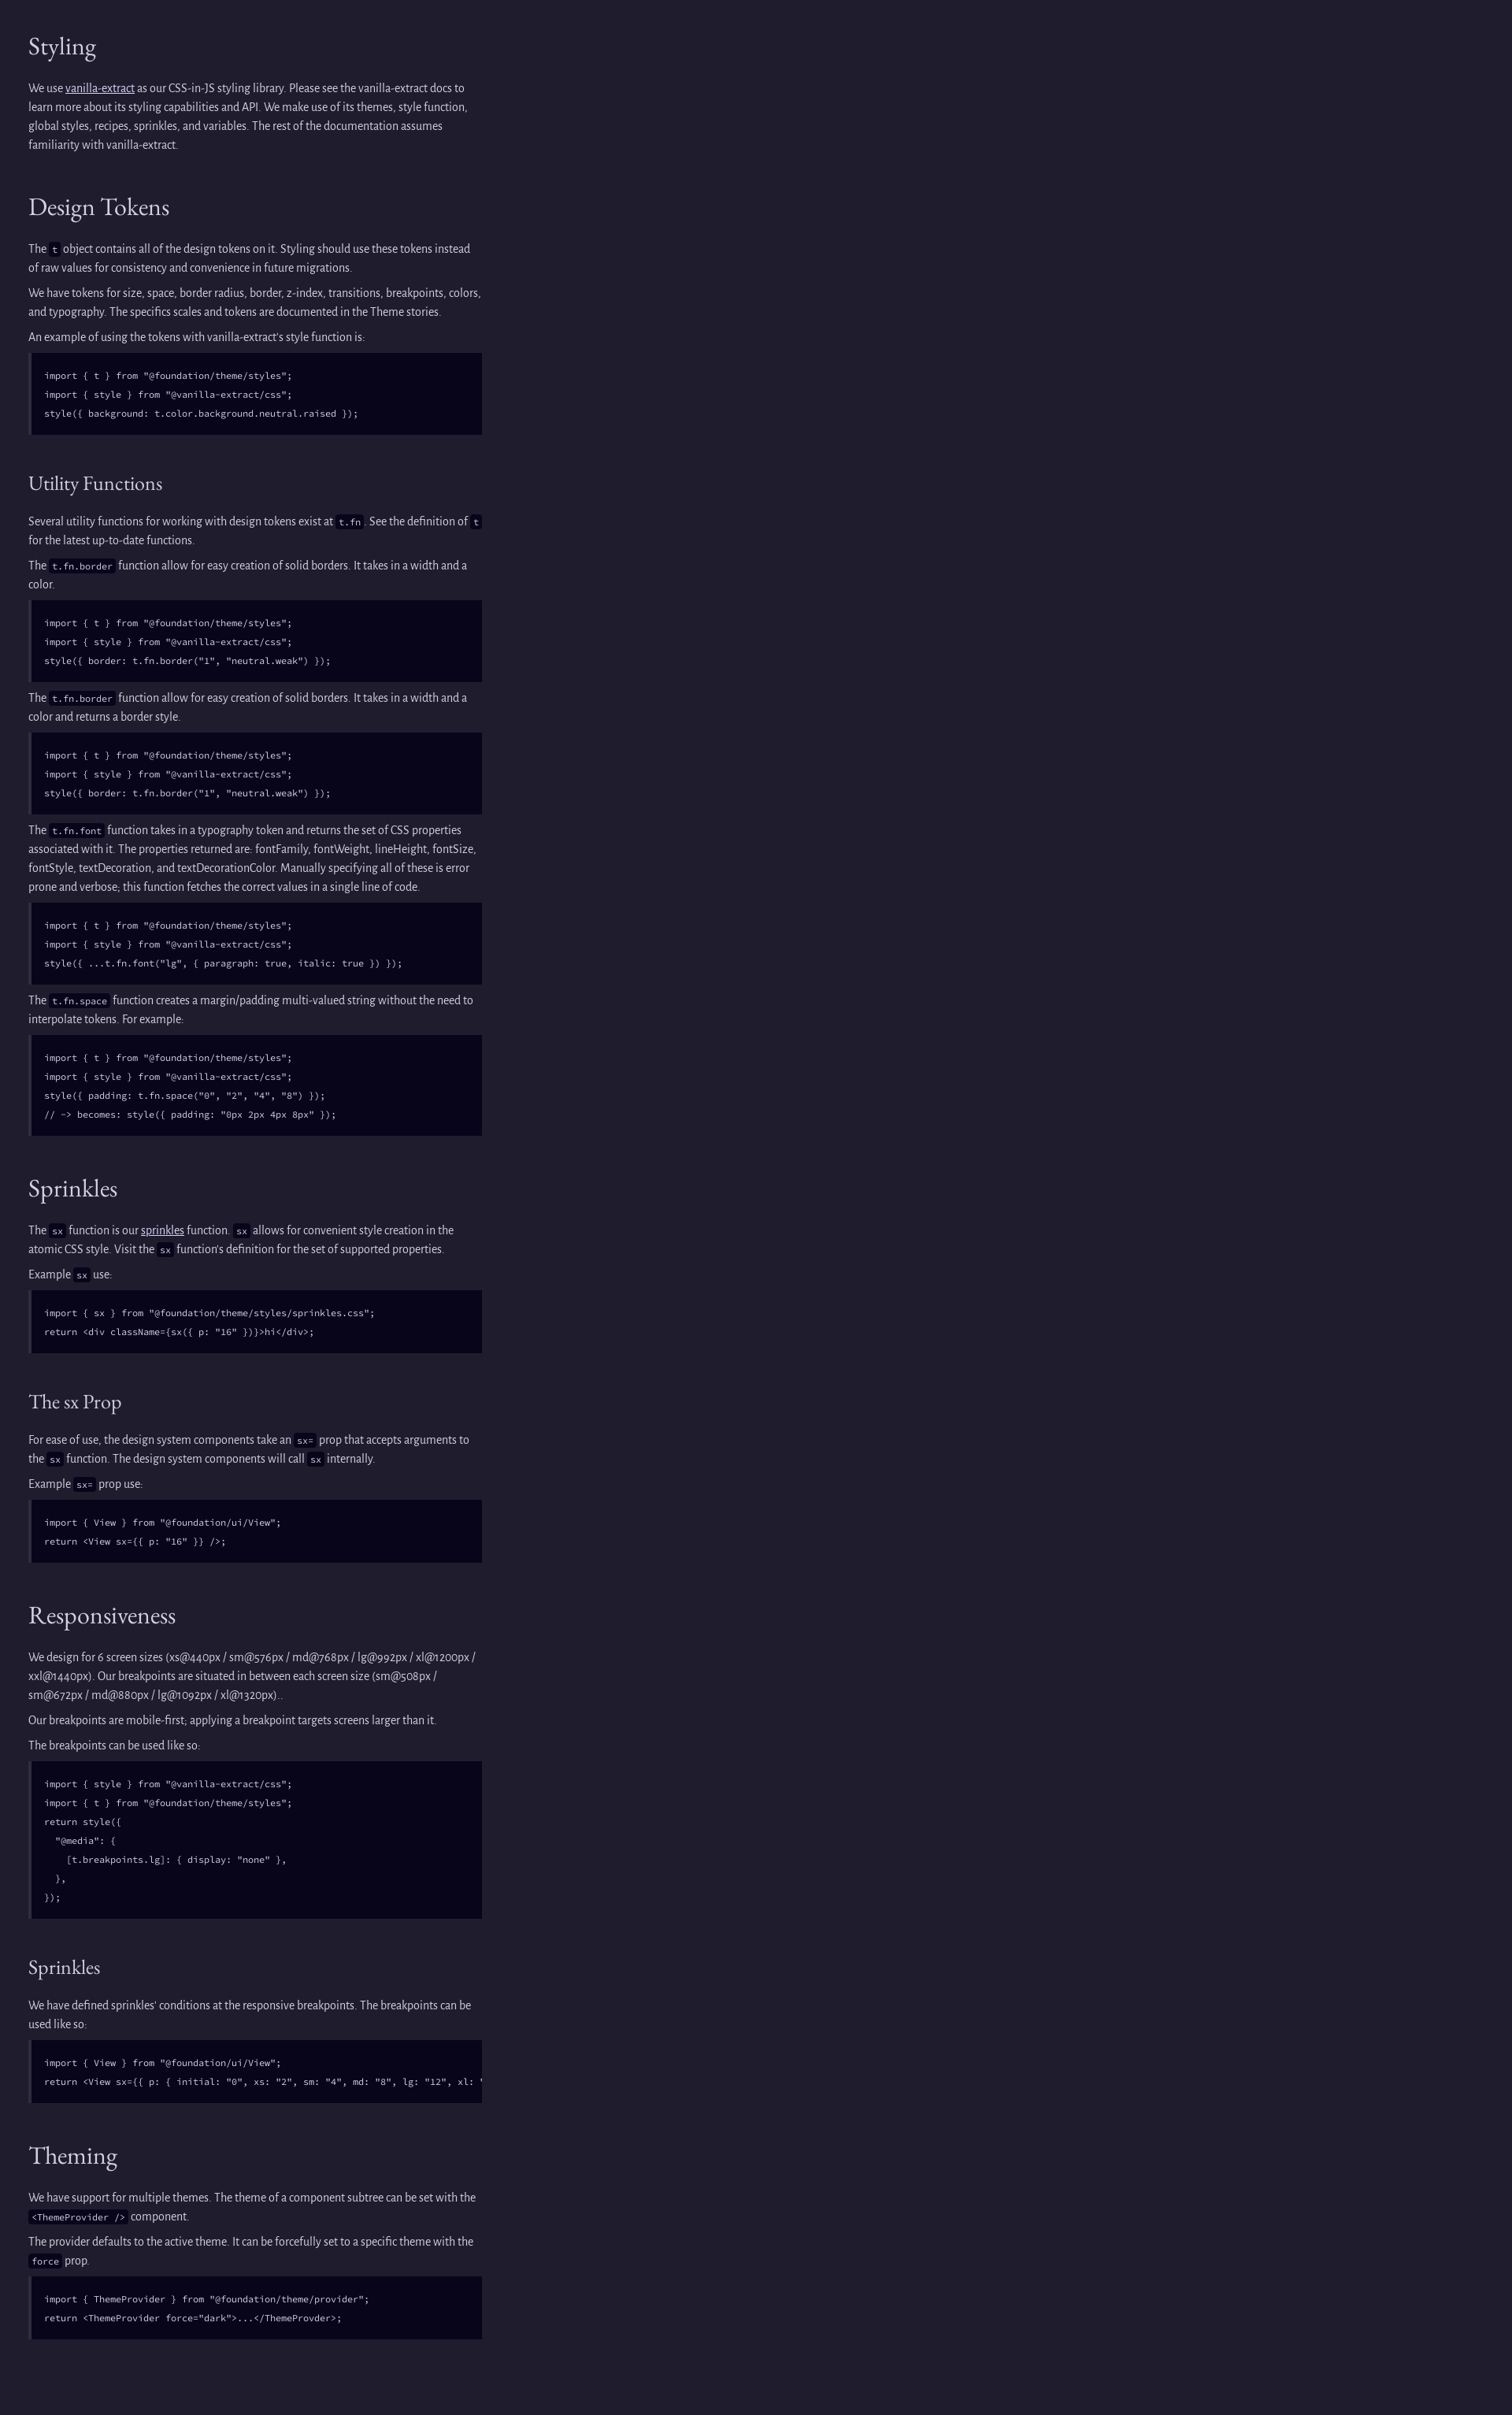 Styling
We use vanilla-extract as our CSS-in-JS styling library. Please see the vanilla-extract docs to
learn more about its styling capabilities and API. We make use of its themes, style function,
global styles, recipes, sprinkles, and variables. The rest of the documentation assumes
familiarity with vanilla-extract.
Design Tokens
The t object contains all of the design tokens on it. Styling should use these tokens instead
of raw values for consistency and convenience in future migrations.
We have tokens for size, space, border radius, border, z-index, transitions, breakpoints, colors,
and typography. The specifics scales and tokens are documented in the Theme stories.
An example of using the tokens with vanilla-extract's style function is:
import { t } from "@foundation/theme/styles";
import { style } from "@vanilla-extract/css";
style({ background: t.color.background.neutral.raised });
Utility Functions
Several utility functions for working with design tokens exist at t.fn. See the definition of t
for the latest up-to-date functions.
The t.fn.border function allow for easy creation of solid borders. It takes in a width and a
color.
import { t } from "@foundation/theme/styles";
import { style } from "@vanilla-extract/css";
style({ border: t.fn.border("1", "neutral.weak") });
The t.fn.border function allow for easy creation of solid borders. It takes in a width and a
color and returns a border style.
import { t } from "@foundation/theme/styles";
import { style } from "@vanilla-extract/css";
style({ border: t.fn.border("1", "neutral.weak") });
The t.fn.font function takes in a typography token and returns the set of CSS properties
associated with it. The properties returned are: fontFamily, fontWeight, lineHeight, fontSize,
fontStyle, textDecoration, and textDecorationColor. Manually specifying all of these is error
prone and verbose; this function fetches the correct values in a single line of code.
import { t } from "@foundation/theme/styles";
import { style } from "@vanilla-extract/css";
style({ ...t.fn.font("lg", { paragraph: true, italic: true }) });
The t.fn.space function creates a margin/padding multi-valued string without the need to
interpolate tokens. For example:
import { t } from "@foundation/theme/styles";
import { style } from "@vanilla-extract/css";
style({ padding: t.fn.space("0", "2", "4", "8") });
// -> becomes: style({ padding: "0px 2px 4px 8px" });
Sprinkles
The sx function is our sprinkles function. sx allows for convenient style creation in the
atomic CSS style. Visit the sx function's definition for the set of supported properties.
Example sx use:
import { sx } from "@foundation/theme/styles/sprinkles.css";
return <div className={sx({ p: "16" })}>hi</div>;
The sx Prop
For ease of use, the design system components take an sx= prop that accepts arguments to
the sx function. The design system components will call sx internally.
Example sx= prop use:
import { View } from "@foundation/ui/View";
return <View sx={{ p: "16" }} />;
Responsiveness
We design for 6 screen sizes (xs@440px / sm@576px / md@768px / lg@992px / xl@1200px /
xxl@1440px). Our breakpoints are situated in between each screen size (sm@508px /
sm@672px / md@880px / lg@1092px / xl@1320px)..
Our breakpoints are mobile-first; applying a breakpoint targets screens larger than it.
The breakpoints can be used like so:
import { style } from "@vanilla-extract/css";
import { t } from "@foundation/theme/styles";
return style({
  "@media": {
    [t.breakpoints.lg]: { display: "none" },
  },
});
Sprinkles
We have defined sprinkles' conditions at the responsive breakpoints. The breakpoints can be
used like so:
import { View } from "@foundation/ui/View";
return <View sx={{ p: { initial: "0", xs: "2", sm: "4", md: "8", lg: "12", xl: "
Theming
We have support for multiple themes. The theme of a component subtree can be set with the
<ThemeProvider /> component.
The provider defaults to the active theme. It can be forcefully set to a specific theme with the
force prop.
import { ThemeProvider } from "@foundation/theme/provider";
return <ThemeProvider force="dark">...</ThemeProvder>;